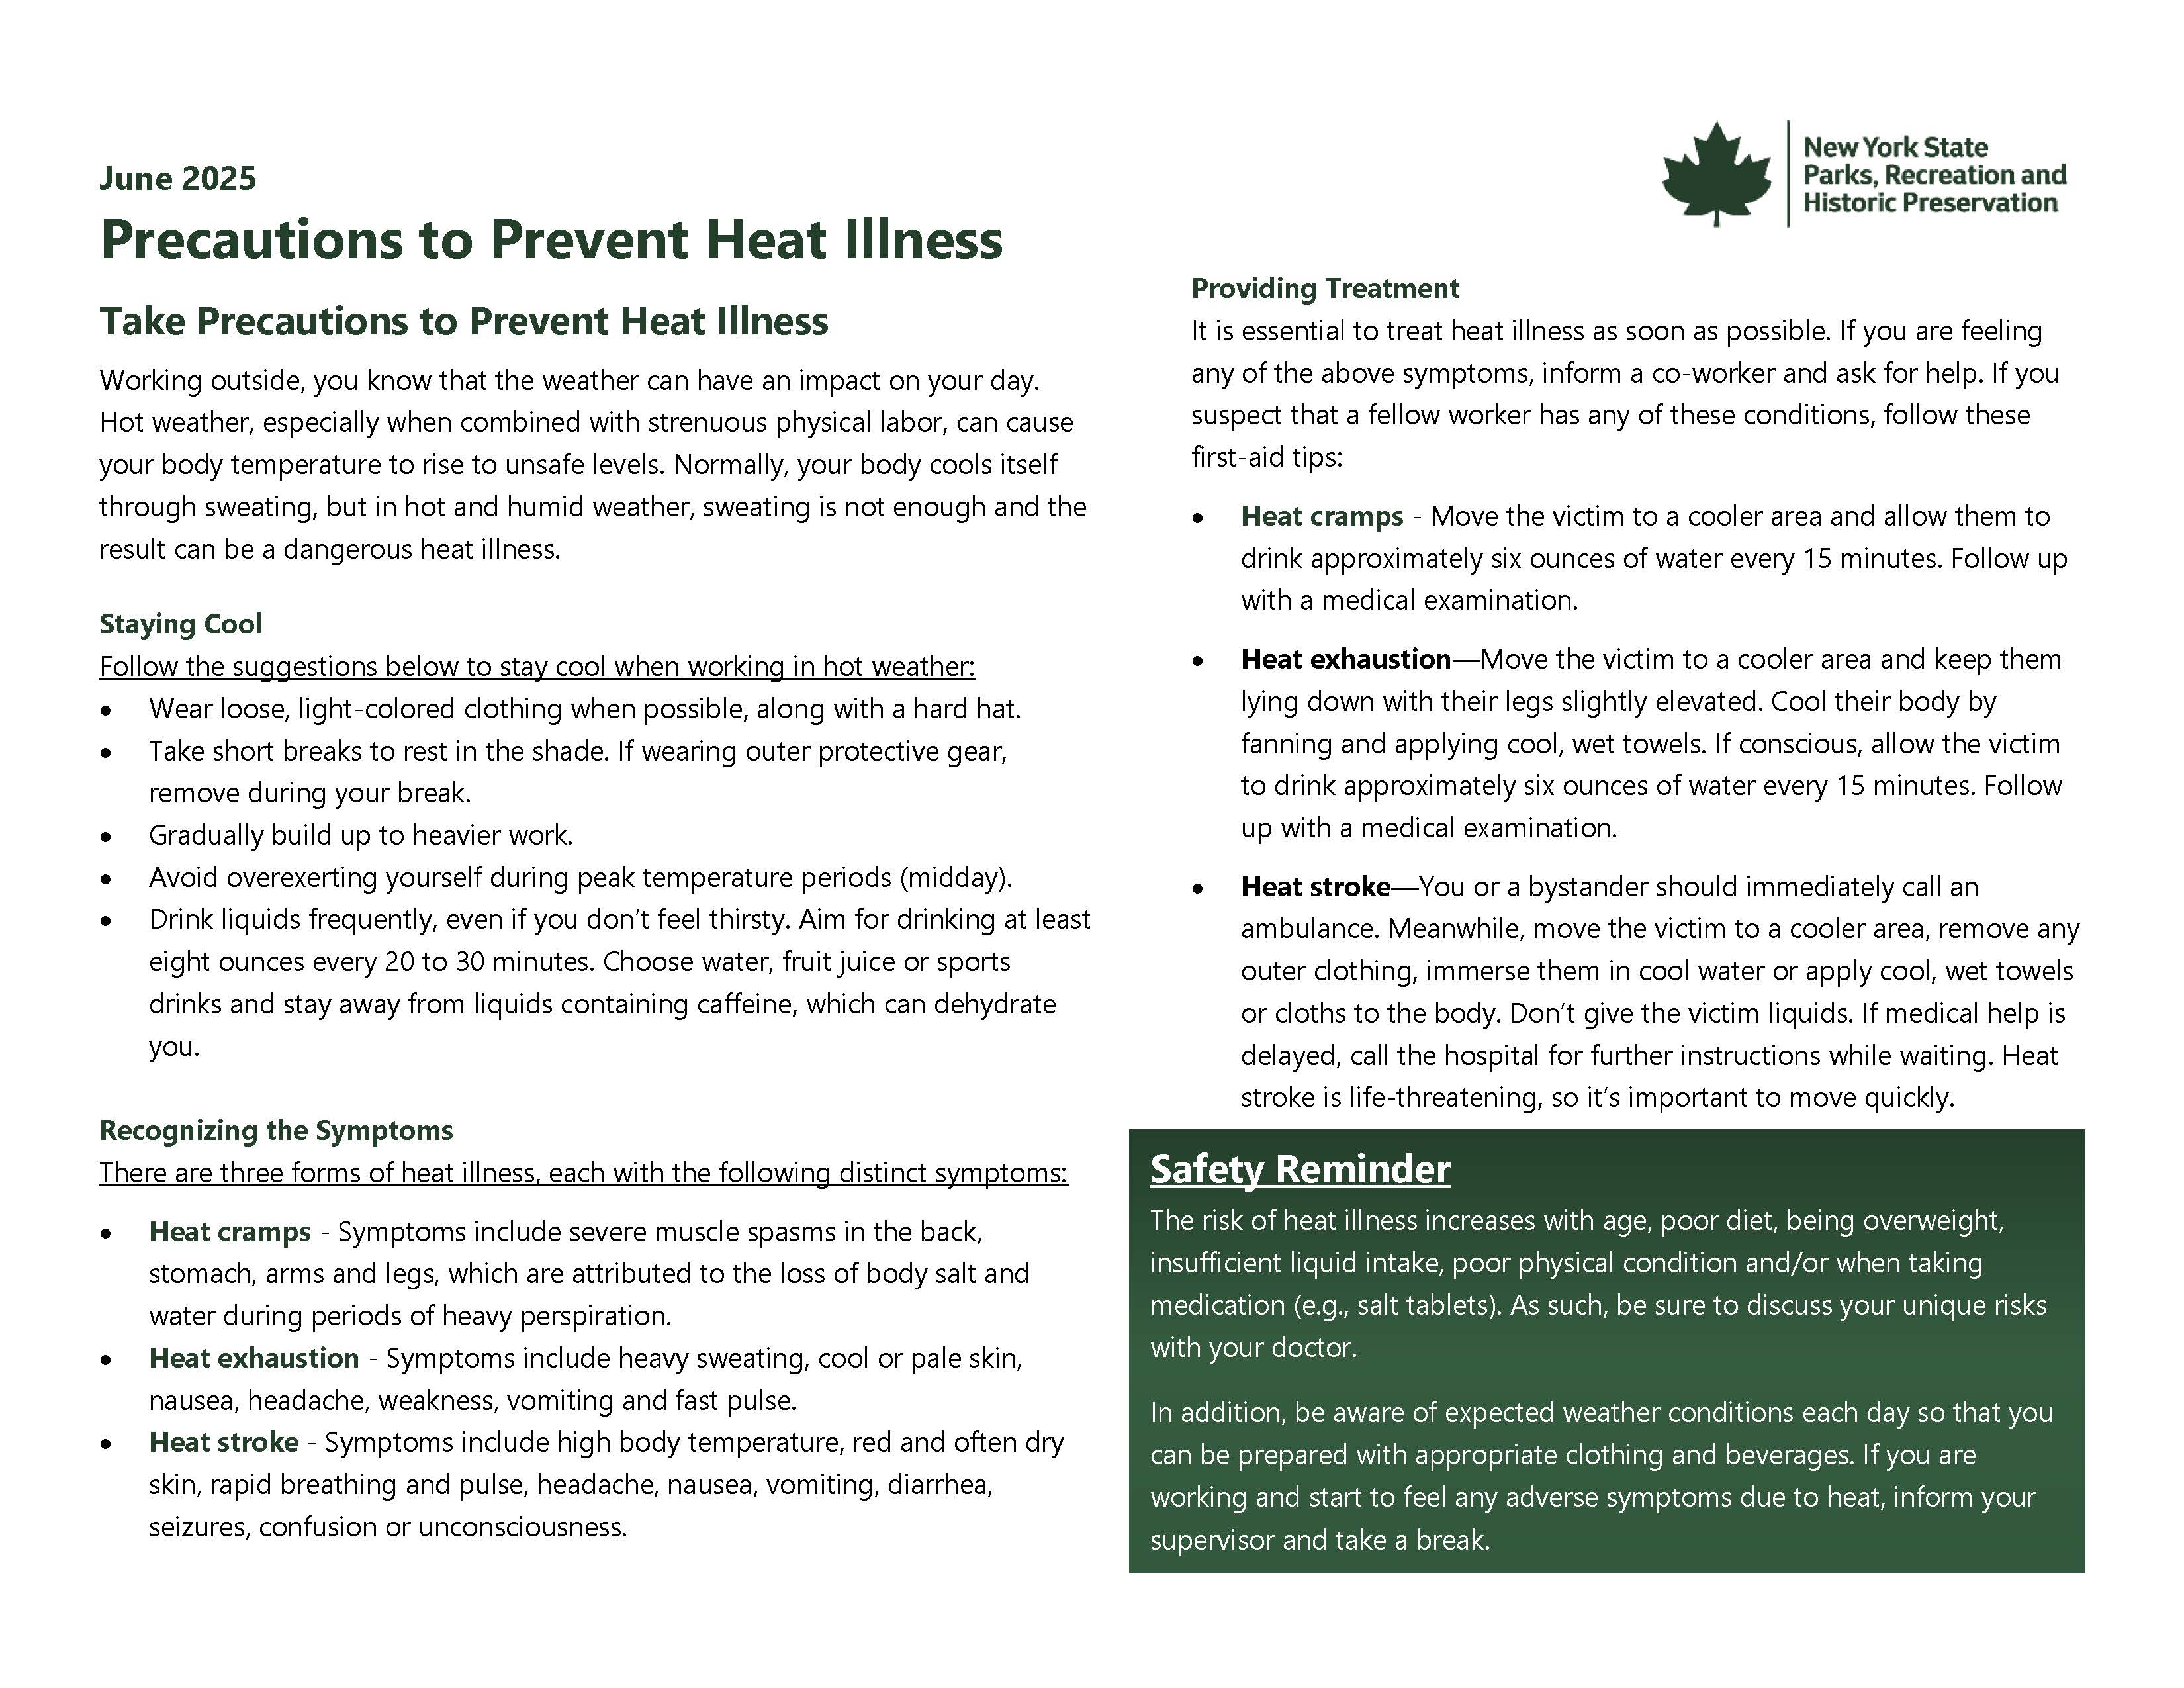 June 2025
Precautions to Prevent Heat Illness
Take Precautions to Prevent Heat Illness
Working outside, you know that the weather can have an impact on your day.
Hot weather, especially when combined with strenuous physical labor, can cause
your body temperature to rise to unsafe levels. Normally, your body cools itself
through sweating, but in hot and humid weather, sweating is not enough and the
result can be a dangerous heat illness.
Staying Cool
Follow the suggestions below to stay cool when working in hot weather:
• Wear loose, light-colored clothing when possible, along with a hard hat.
• Take short breaks to rest in the shade. If wearing outer protective gear,
remove during your break.
• Gradually build up to heavier work.
• Avoid overexerting yourself during peak temperature periods (midday).
• Drink liquids frequently, even if you don’t feel thirsty. Aim for drinking at least
eight ounces every 20 to 30 minutes. Choose water, fruit juice or sports
drinks and stay away from liquids containing caffeine, which can dehydrate
you.
Recognizing the Symptoms
There are three forms of heat illness, each with the following distinct symptoms:
• Heat cramps - Symptoms include severe muscle spasms in the back,
stomach, arms and legs, which are attributed to the loss of body salt and
water during periods of heavy perspiration.
• Heat exhaustion - Symptoms include heavy sweating, cool or pale skin,
nausea, headache, weakness, vomiting and fast pulse.
• Heat stroke - Symptoms include high body temperature, red and often dry
skin, rapid breathing and pulse, headache, nausea, vomiting, diarrhea,
seizures, confusion or unconsciousness.
New York State
Parks, Recreation and
Historic Preservation
Providing Treatment
It is essential to treat heat illness as soon as possible. If you are feeling
any of the above symptoms, inform a co-worker and ask for help. If you
suspect that a fellow worker has any of these conditions, follow these
first-aid tips:
• Heat cramps - Move the victim to a cooler area and allow them to
drink approximately six ounces of water every 15 minutes. Follow up
with a medical examination.
• Heat exhaustion—Move the victim to a cooler area and keep them
lying down with their legs slightly elevated. Cool their body by
fanning and applying cool, wet towels. If conscious, allow the victim
to drink approximately six ounces of water every 15 minutes. Follow
up with a medical examination.
• Heat stroke—You or a bystander should immediately call an
ambulance. Meanwhile, move the victim to a cooler area, remove any
outer clothing, immerse them in cool water or apply cool, wet towels
or cloths to the body. Don’t give the victim liquids. If medical help is
delayed, call the hospital for further instructions while waiting. Heat
stroke is life-threatening, so it’s important to move quickly.
Safety Reminder
The risk of heat illness increases with age, poor diet, being overweight,
insufficient liquid intake, poor physical condition and/or when taking
medication (e.g., salt tablets). As such, be sure to discuss your unique risks
with your doctor.
In addition, be aware of expected weather conditions each day so that you
can be prepared with appropriate clothing and beverages. If you are
working and start to feel any adverse symptoms due to heat, inform your
supervisor and take a break.